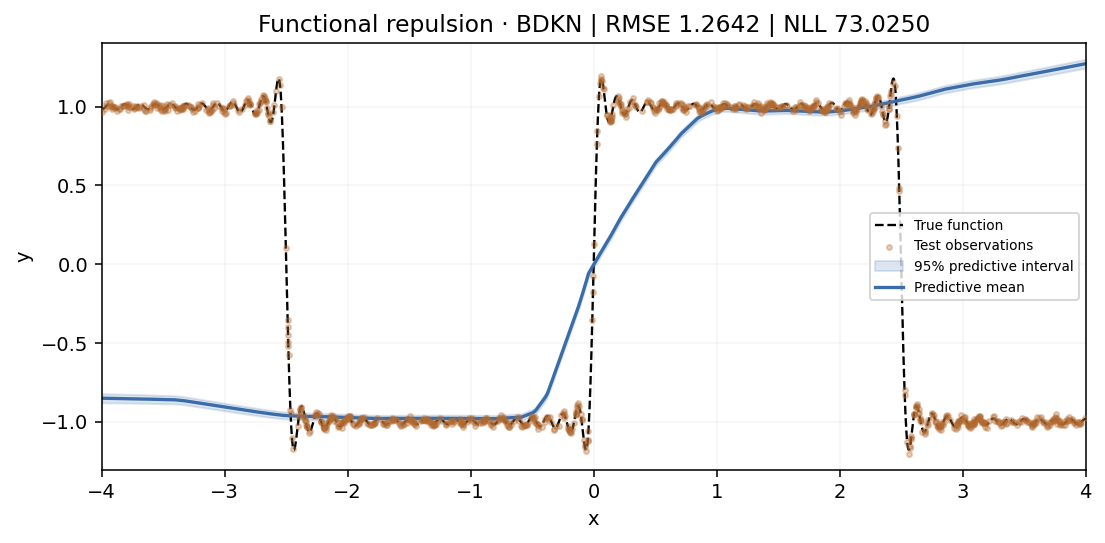 Functional repulsion · BDKN | RMSE 1.2642 | NLL 73.0250
y
1.0
0.5
0.0
−0.5
−1.0
True function
Test observations
95% predictive interval
Predictive mean
−4 −3 −2 −1 0 1 2 3 4
x